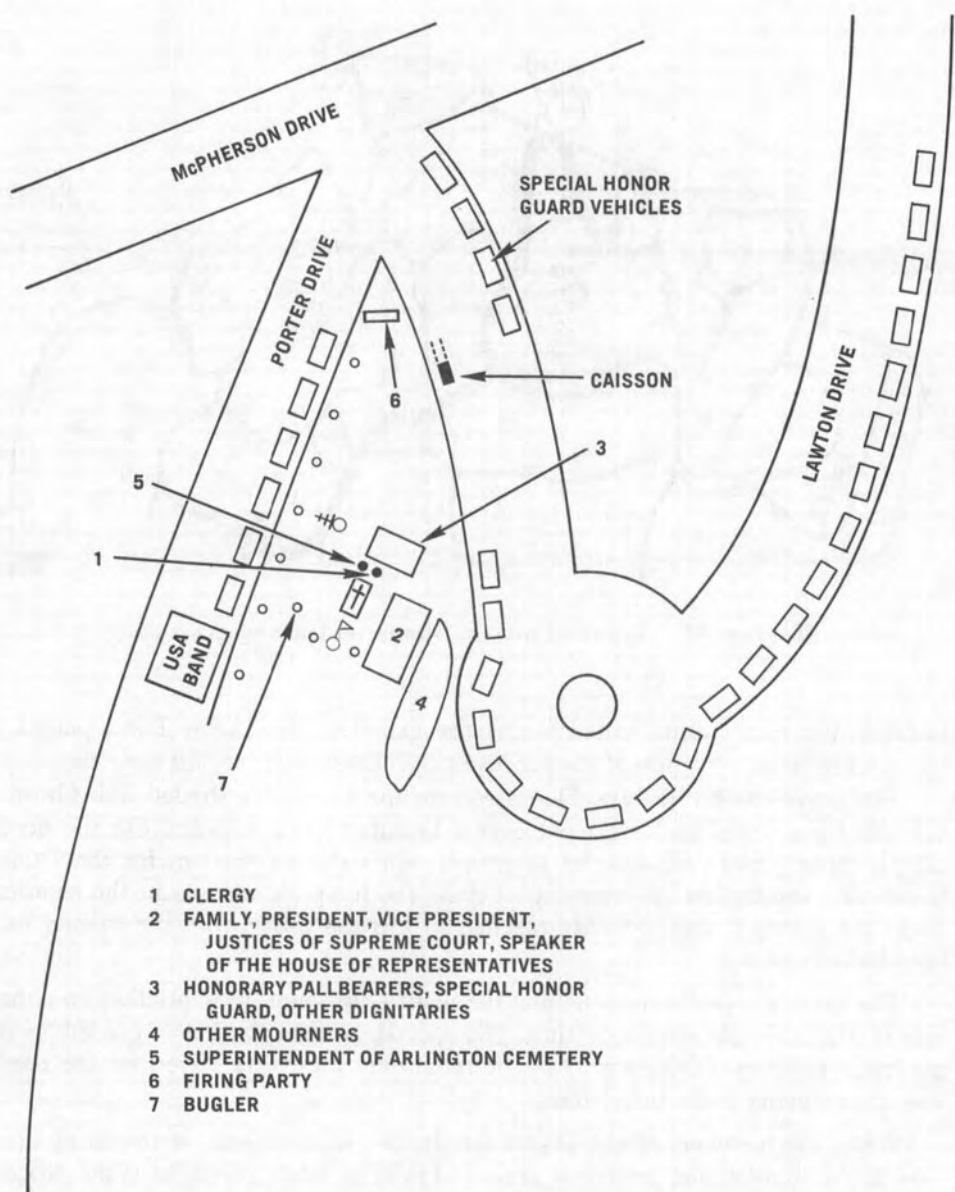 McPHERSON DRIVE
SPECIAL HONOR
GUARD VEHICLES
PORTER DRIVE
CAISSON
6
LAWTON DRIVE
3
5
1
USA
BAND
2
4
7
1 CLERGY
2 FAMILY, PRESIDENT, VICE PRESIDENT,
JUSTICES OF SUPREME COURT, SPEAKER
OF THE HOUSE OF REPRESENTATIVES
3 HONORARY PALLBEARERS, SPECIAL HONOR
GUARD, OTHER DIGNITARIES
4 OTHER MOURNERS
5 SUPERINTENDENT OF ARLINGTON CEMETERY
6 FIRING PARTY
7 BUGLER